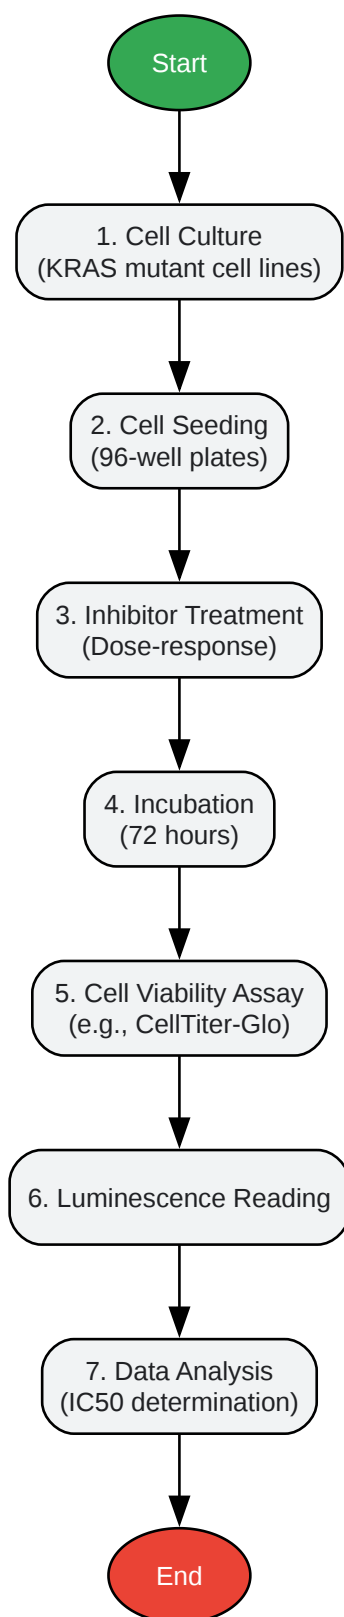 Start
1. Cell Culture
(KRAS mutant cell lines)
2. Cell Seeding
(96-well plates)
3. Inhibitor Treatment
(Dose-response)
4. Incubation
(72 hours)
5. Cell Viability Assay
(e.g., CellTiter-Glo)
6. Luminescence Reading
7. Data Analysis
(IC50 determination)
End